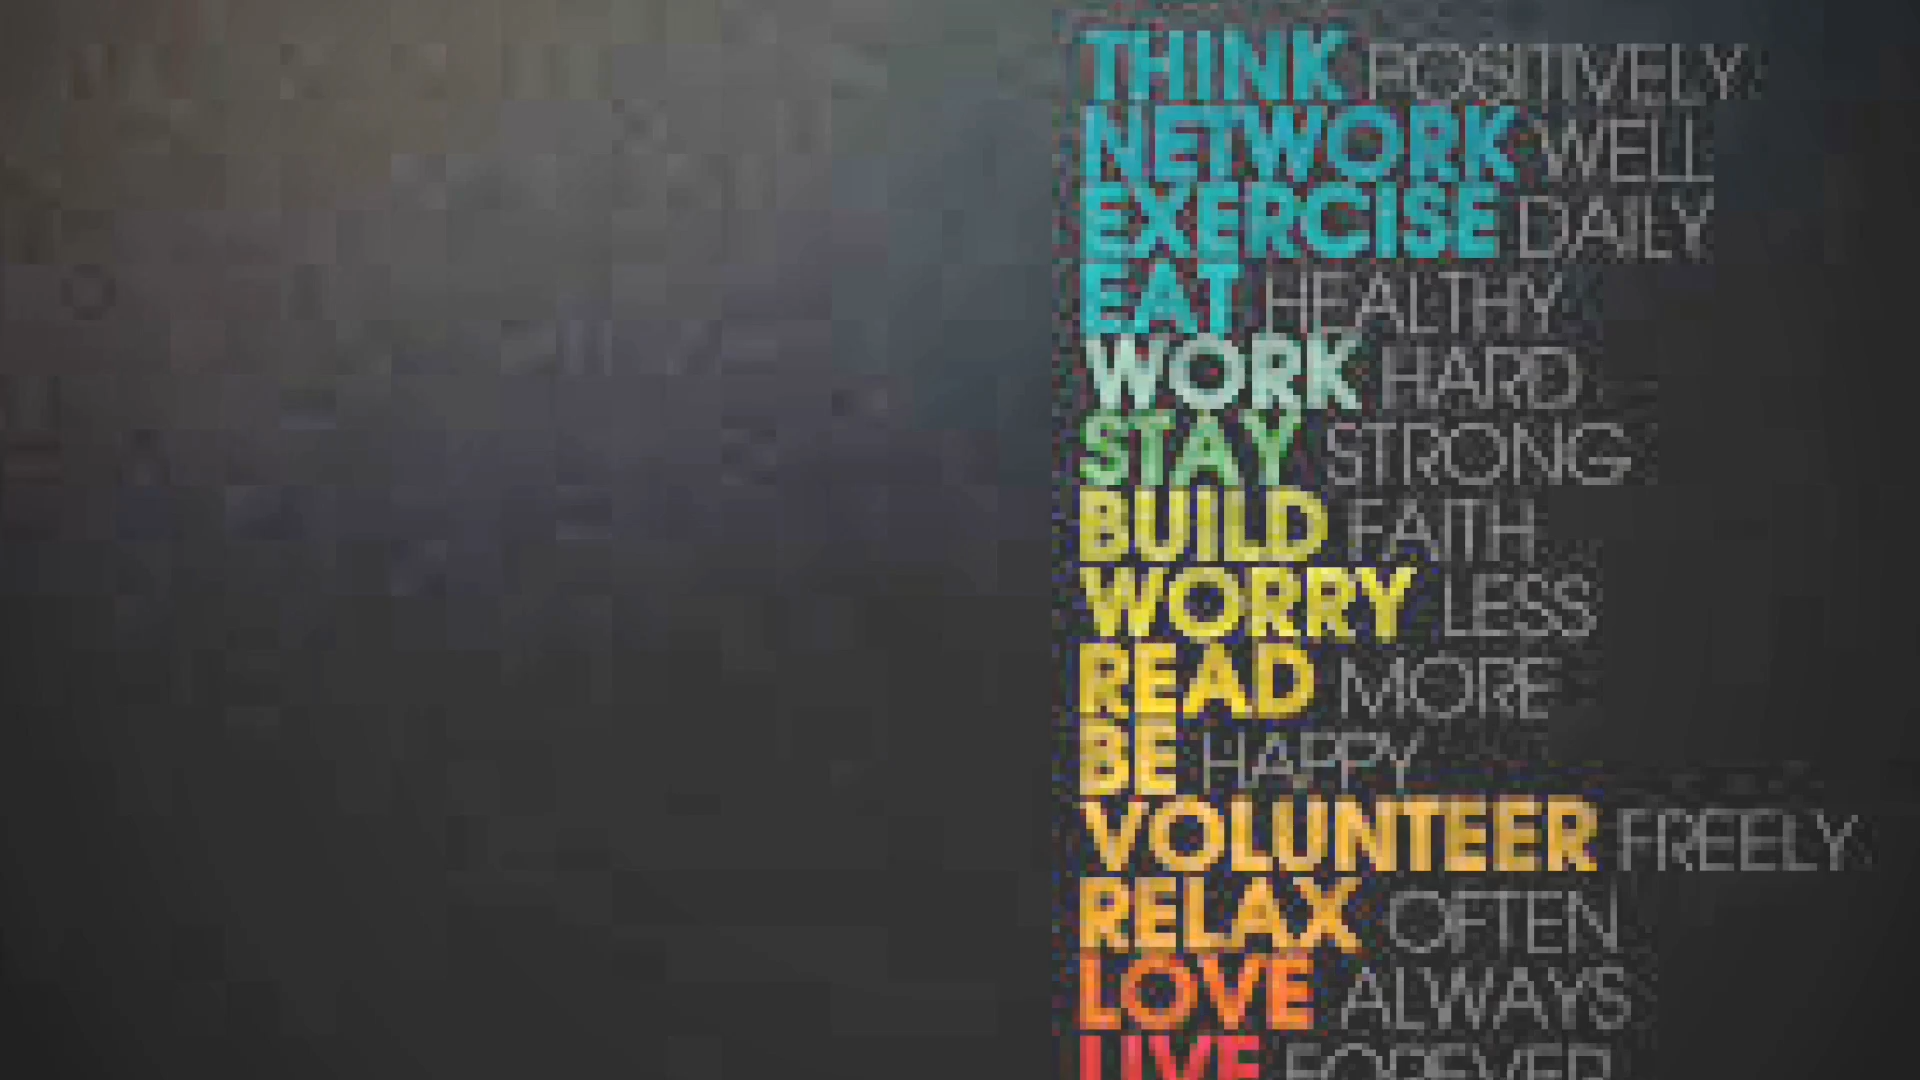 THINK POSITIVELY
NETWORK WELL
EXERCISE DAILY
EAT HEALTHY
WORK HARD
STAY STRONG
BUILD FAITH
WORRY LESS
READ MORE
BE HAPPY
VOLUNTEER FREELY
RELAX OFTEN
LOVE ALWAYS
LIVE FOREVER